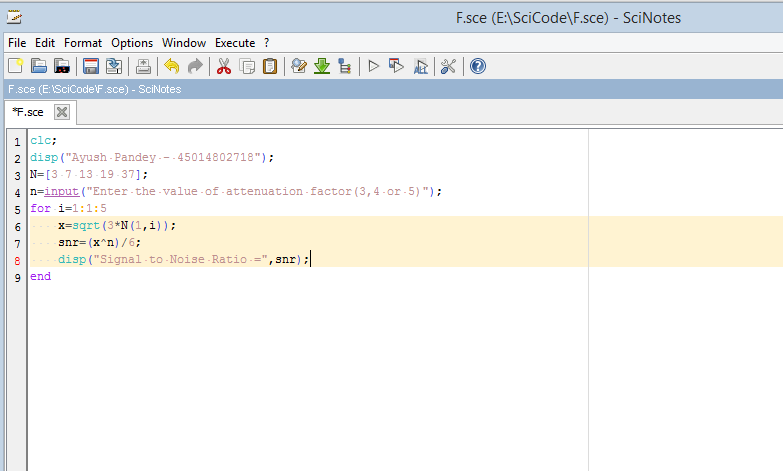 F.sce (E:\SciCode\F.sce) - SciNotes
File Edit Format Options Window Execute ?
F.sce (E:\SciCode\F.sce) - SciNotes
*F.sce
1 clc;
2 disp("Ayush Pandey - 45014802718");
3 N=[3 7 13 19 37];
4 n=input("Enter the value of attenuation factor(3,4 or 5)");
5 for i=1:1:5
6 x=sqrt(3*N(1,i));
7 snr=(x^n)/6;
8 disp("Signal to Noise Ratio =",snr);
9 end